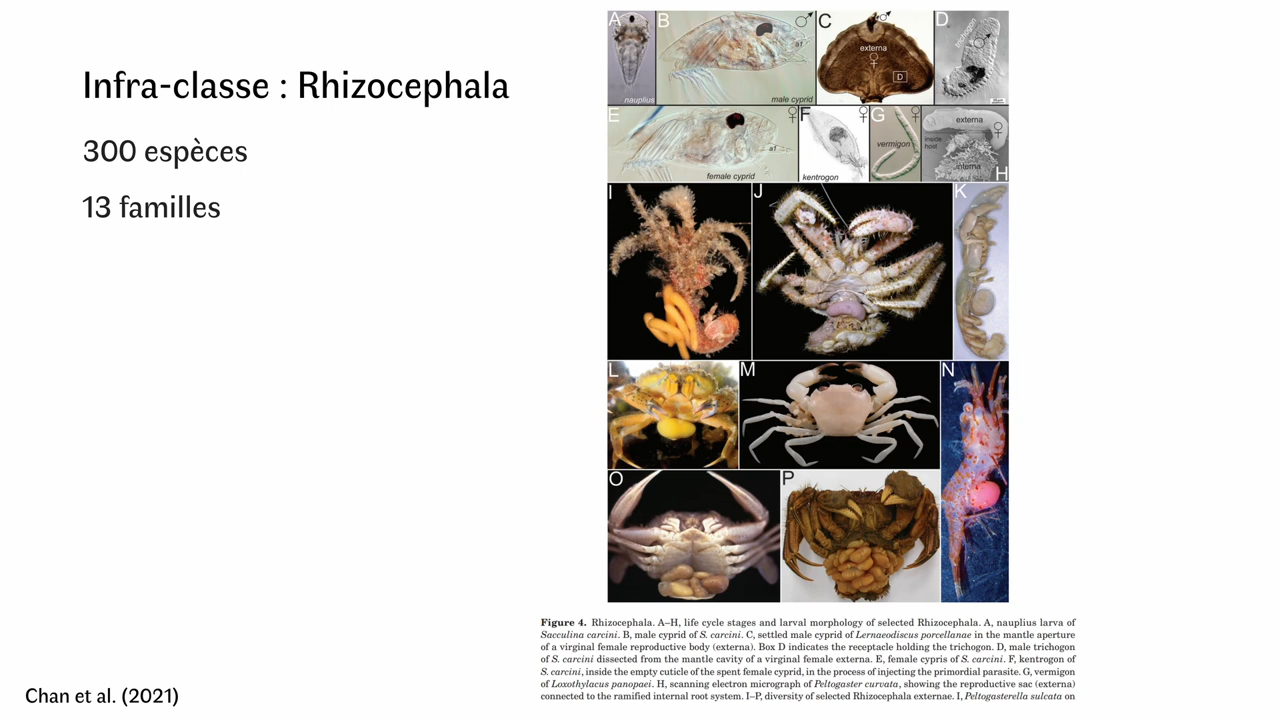 Infra-classe : Rhizocephala
300 espèces
13 familles
A
nauplius
B
♂
a1
male cyprid
C
♂
externa
♀
D
D
trichogon
♂
E
♀
a1
female cyprid
F
♀
kentrogon
G
♀
vermigon
externa
♀
inside
host
interna
H
I
J
K
L
M
N
O
P
Figure 4. Rhizocephala. A–H, life cycle stages and larval morphology of selected Rhizocephala. A, nauplius larva of
Sacculina carcini. B, male cyprid of S. carcini. C, settled male cyprid of Lernaeodiscus porcellanae in the mantle aperture
of a virginal female reproductive body (externa). Box D indicates the receptacle holding the trichogon. D, male trichogon
of S. carcini dissected from the mantle cavity of a virginal female externa. E, female cypris of S. carcini. F, kentrogon of
S. carcini, inside the empty cuticle of the spent female cyprid, in the process of injecting the primordial parasite. G, vermigon
of Loxothylacus panopaei. H, scanning electron micrograph of Peltogaster curvata, showing the reproductive sac (externa)
connected to the ramified internal root system. I–P, diversity of selected Rhizocephala externae. I, Peltogasterella sulcata on
Chan et al. (2021)